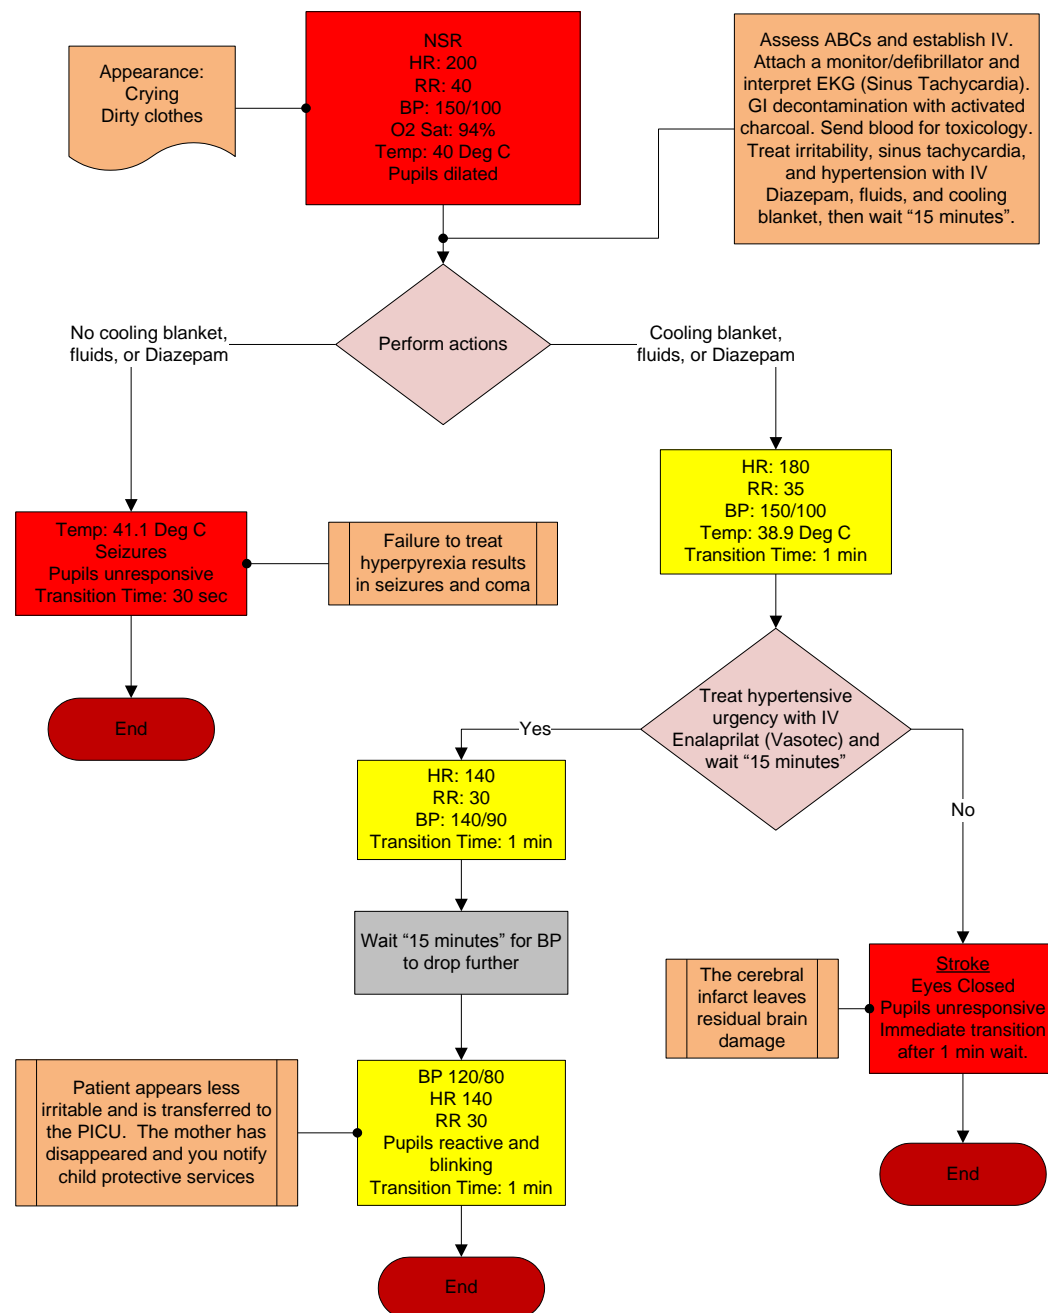 Appearance:
Crying
Dirty clothes
NSR
HR: 200
RR: 40
BP: 150/100
O2 Sat: 94%
Temp: 40 Deg C
Pupils dilated
Assess ABCs and establish IV.
Attach a monitor/defibrillator and
interpret EKG (Sinus Tachycardia).
GI decontamination with activated
charcoal. Send blood for toxicology.
Treat irritability, sinus tachycardia,
and hypertension with IV
Diazepam, fluids, and cooling
blanket, then wait “15 minutes”.
Perform actions
No cooling blanket,
fluids, or Diazepam
Cooling blanket,
fluids, or Diazepam
Temp: 41.1 Deg C
Seizures
Pupils unresponsive
Transition Time: 30 sec
Failure to treat
hyperpyrexia results
in seizures and coma
HR: 180
RR: 35
BP: 150/100
Temp: 38.9 Deg C
Transition Time: 1 min
End
Treat hypertensive
urgency with IV
Enalaprilat (Vasotec) and
wait “15 minutes”
Yes
No
HR: 140
RR: 30
BP: 140/90
Transition Time: 1 min
Wait “15 minutes” for BP
to drop further
The cerebral
infarct leaves
residual brain
damage
Stroke
Eyes Closed
Pupils unresponsive
Immediate transition
after 1 min wait.
Patient appears less
irritable and is transferred to
the PICU.  The mother has
disappeared and you notify
child protective services
BP 120/80
HR 140
RR 30
Pupils reactive and
blinking
Transition Time: 1 min
End
End